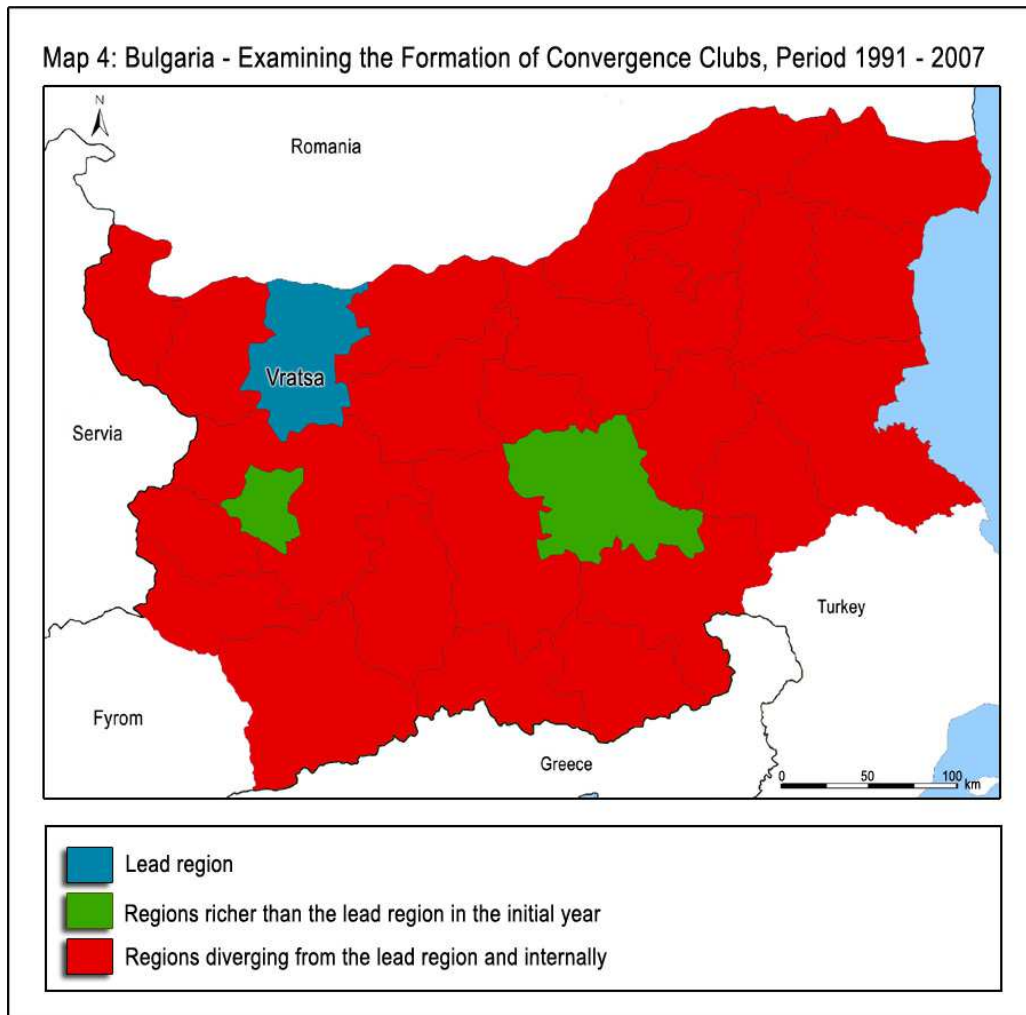 Map 4: Bulgaria - Examining the Formation of Convergence Clubs, Period 1991 - 2007
N
Romania
Vratsa
Servia
Turkey
Fyrom
Greece
0 50 100
km
Lead region
Regions richer than the lead region in the initial year
Regions diverging from the lead region and internally